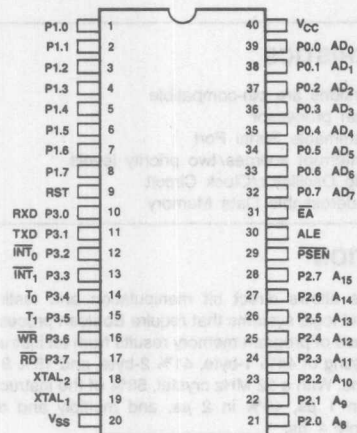 P1.0 1 40 VCC
P1.1 2 39 P0.0 AD0
P1.2 3 38 P0.1 AD1
P1.3 4 37 P0.2 AD2
P1.4 5 36 P0.3 AD3
P1.5 6 35 P0.4 AD4
P1.6 7 34 P0.5 AD5
P1.7 8 33 P0.6 AD6
RST 9 32 P0.7 AD7
RXD P3.0 10 31 EA
TXD P3.1 11 30 ALE
INT0 P3.2 12 29 PSEN
INT1 P3.3 13 28 P2.7 A15
T0 P3.4 14 27 P2.6 A14
T1 P3.5 15 26 P2.5 A13
WR P3.6 16 25 P2.4 A12
RD P3.7 17 24 P2.3 A11
XTAL2 18 23 P2.2 A10
XTAL1 19 22 P2.1 A9
VSS 20 21 P2.0 A8